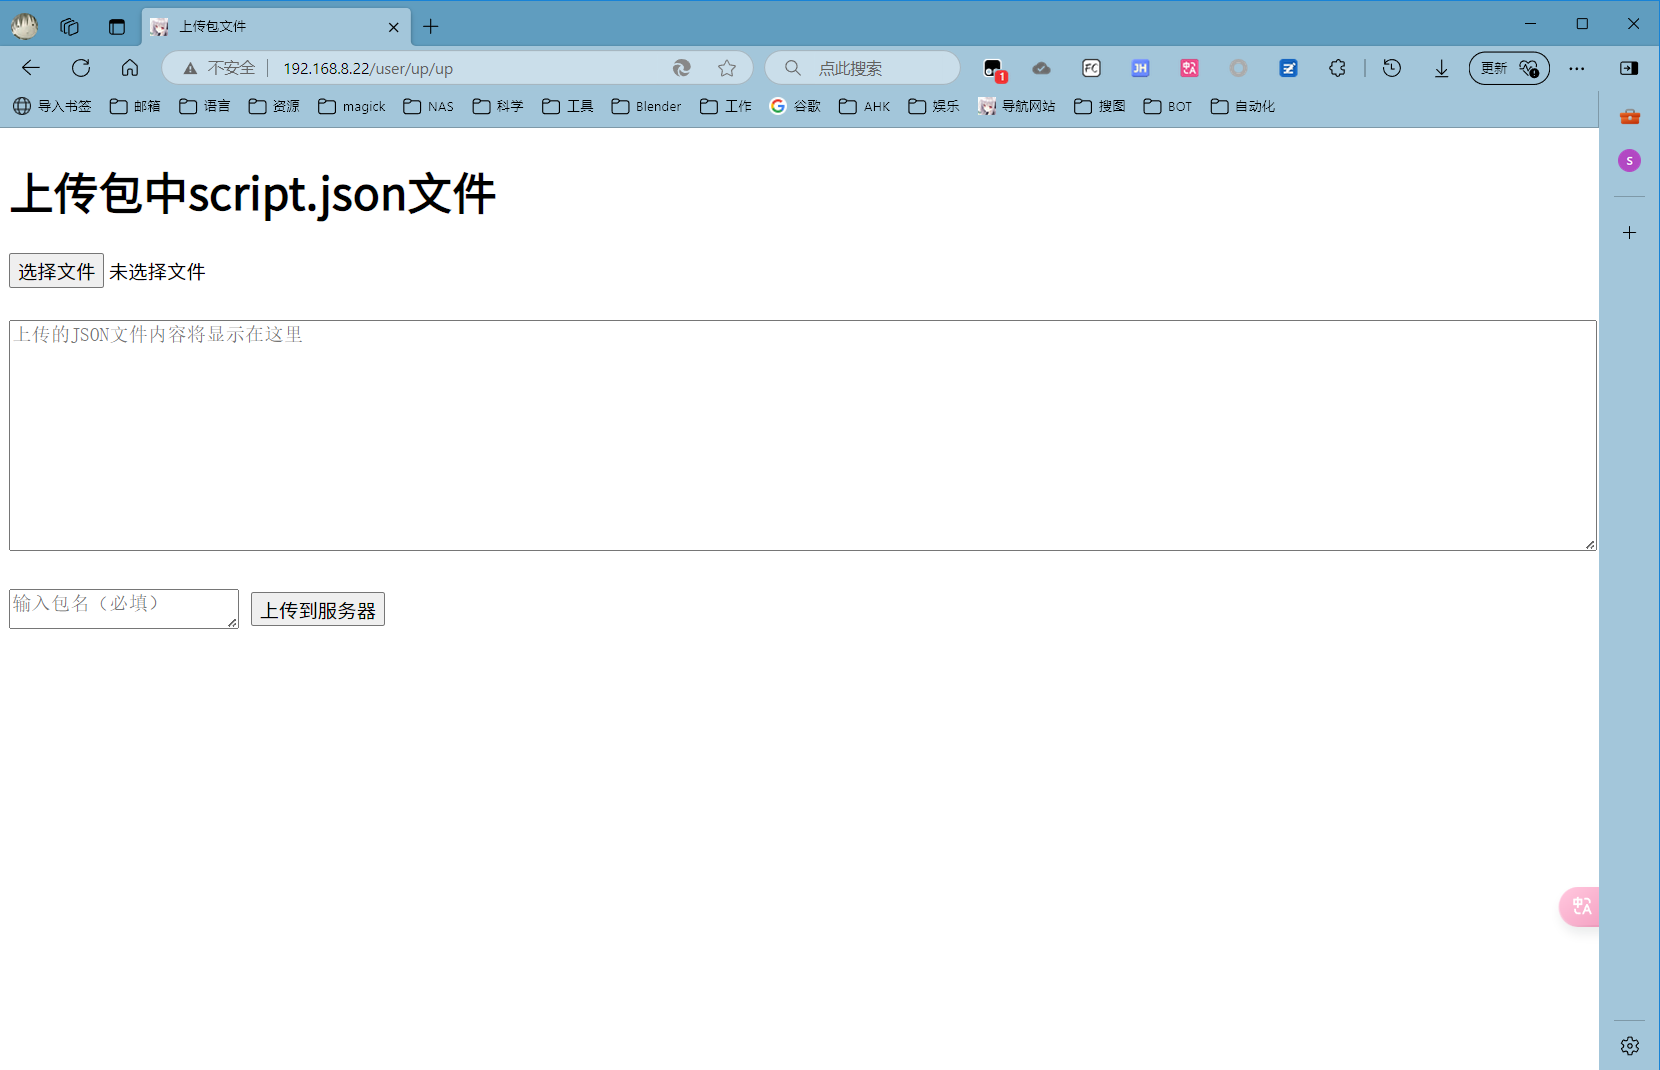 上传包文件
不安全 192.168.8.22/user/up/up 点此搜索 1 FC JH 中A 更新
导入书签 邮箱 语言 资源 magick NAS 科学 工具 Blender 工作 谷歌 AHK 娱乐 导航网站 搜图 BOT 自动化
S
上传包中script.json文件
选择文件 未选择文件
上传的JSON文件内容将显示在这里
输入包名（必填） 上传到服务器
中A